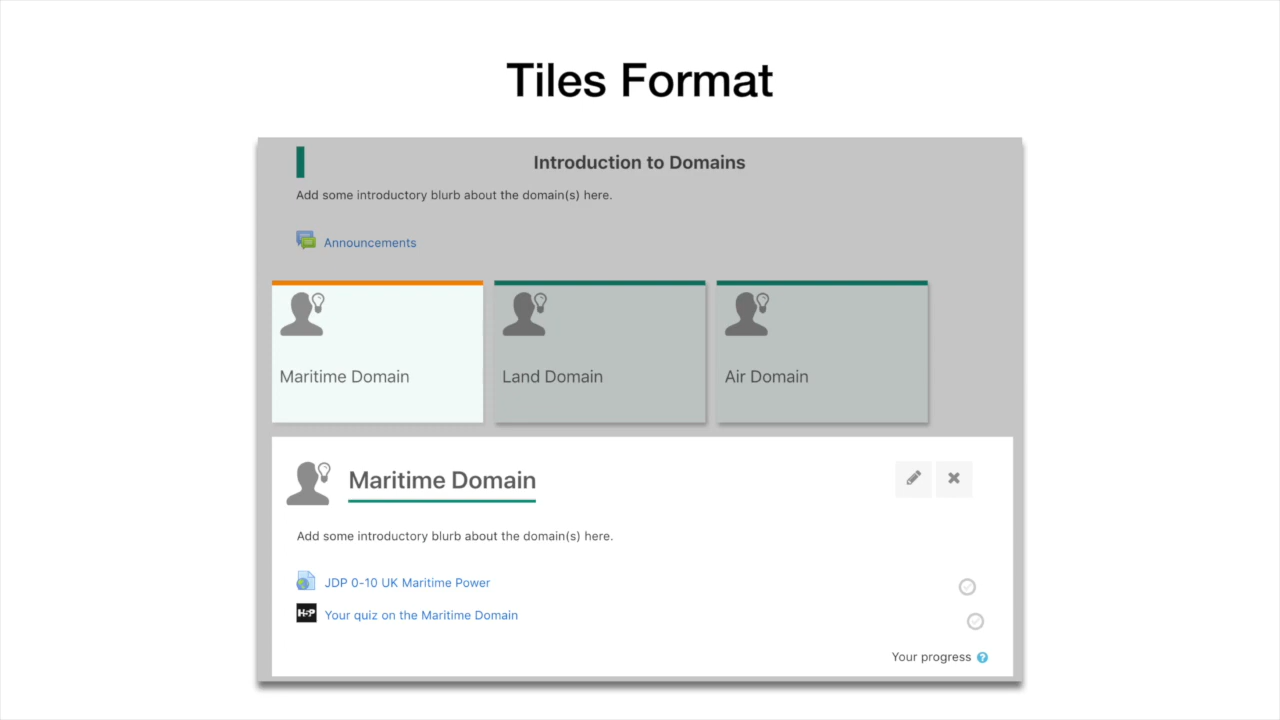 Tiles Format
Introduction to Domains
Add some introductory blurb about the domain(s) here.
Announcements
Maritime Domain
Land Domain
Air Domain
Maritime Domain
Add some introductory blurb about the domain(s) here.
JDP 0-10 UK Maritime Power
H5P
Your quiz on the Maritime Domain
Your progress ?